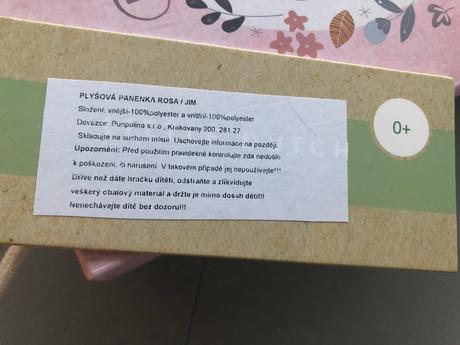 PLYŠOVÁ PANENKA ROSA / JIM
Složení: vnější-100%polyester a vnitřní-100%polyester
Dovozce: Punpolina s.r.o., Krakovany 200, 281 27
Skladujte na suchém místě. Uschovejte informace na později.
Upozornění: Před použitím pravidelně kontrolujte zda nedošlo
k poškození, či narušení. V takovém případě jej nepoužívejte!!!
Dříve než dáte hračku dítěti, odstraňte a zlikvidujte
veškerý obalový materiál a držte je mimo dosah dětí!!!
Nenechávejte dítě bez dozoru!!!
0+